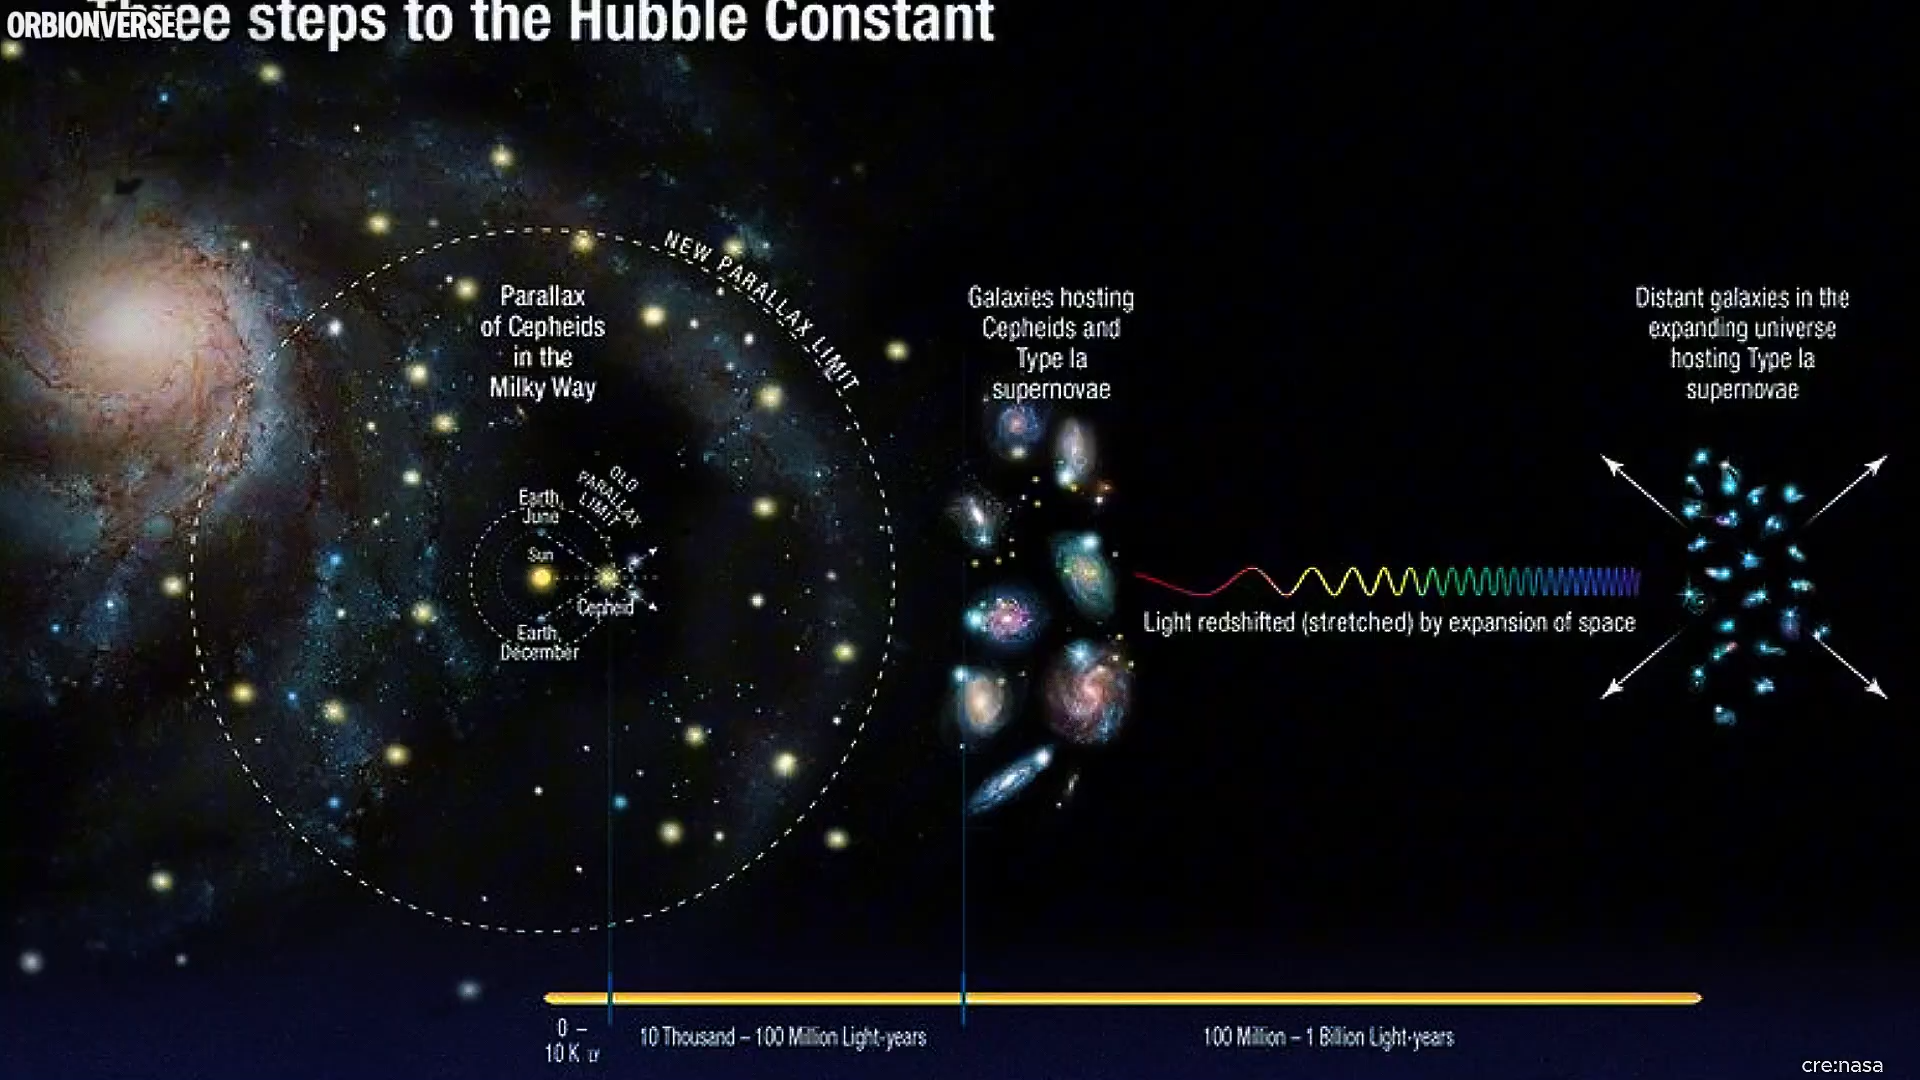 ORBIONVERSE
Three steps to the Hubble Constant
NEW PARALLAX LIMIT
Parallax
of Cepheids
in the
Milky Way
OLD
PARALLAX
LIMIT
Earth,
June
Sun
Cepheid
Earth,
December
Galaxies hosting
Cepheids and
Type Ia
supernovae
Light redshifted (stretched) by expansion of space
Distant galaxies in the
expanding universe
hosting Type Ia
supernovae
0 –
10 K LY
10 Thousand – 100 Million Light-years
100 Million – 1 Billion Light-years
cre:nasa